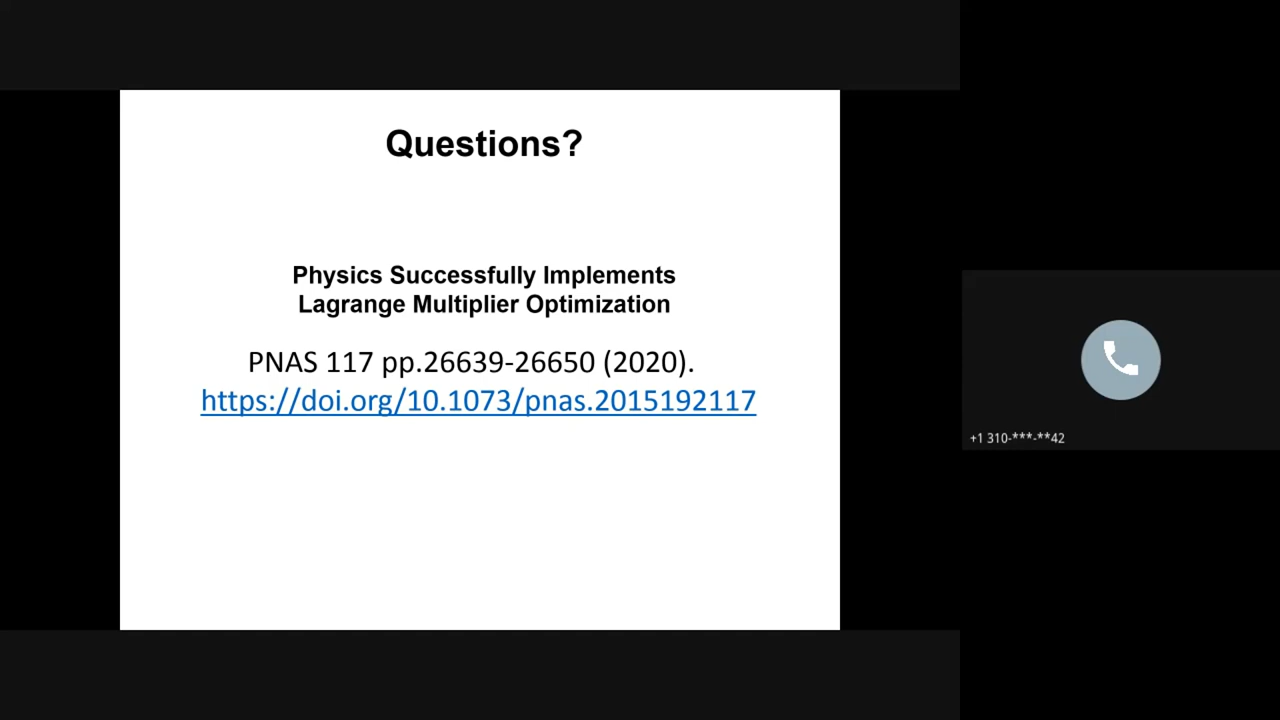 Questions?
Physics Successfully Implements
Lagrange Multiplier Optimization
PNAS 117 pp.26639-26650 (2020).
https://doi.org/10.1073/pnas.2015192117
+1 310-***-**42